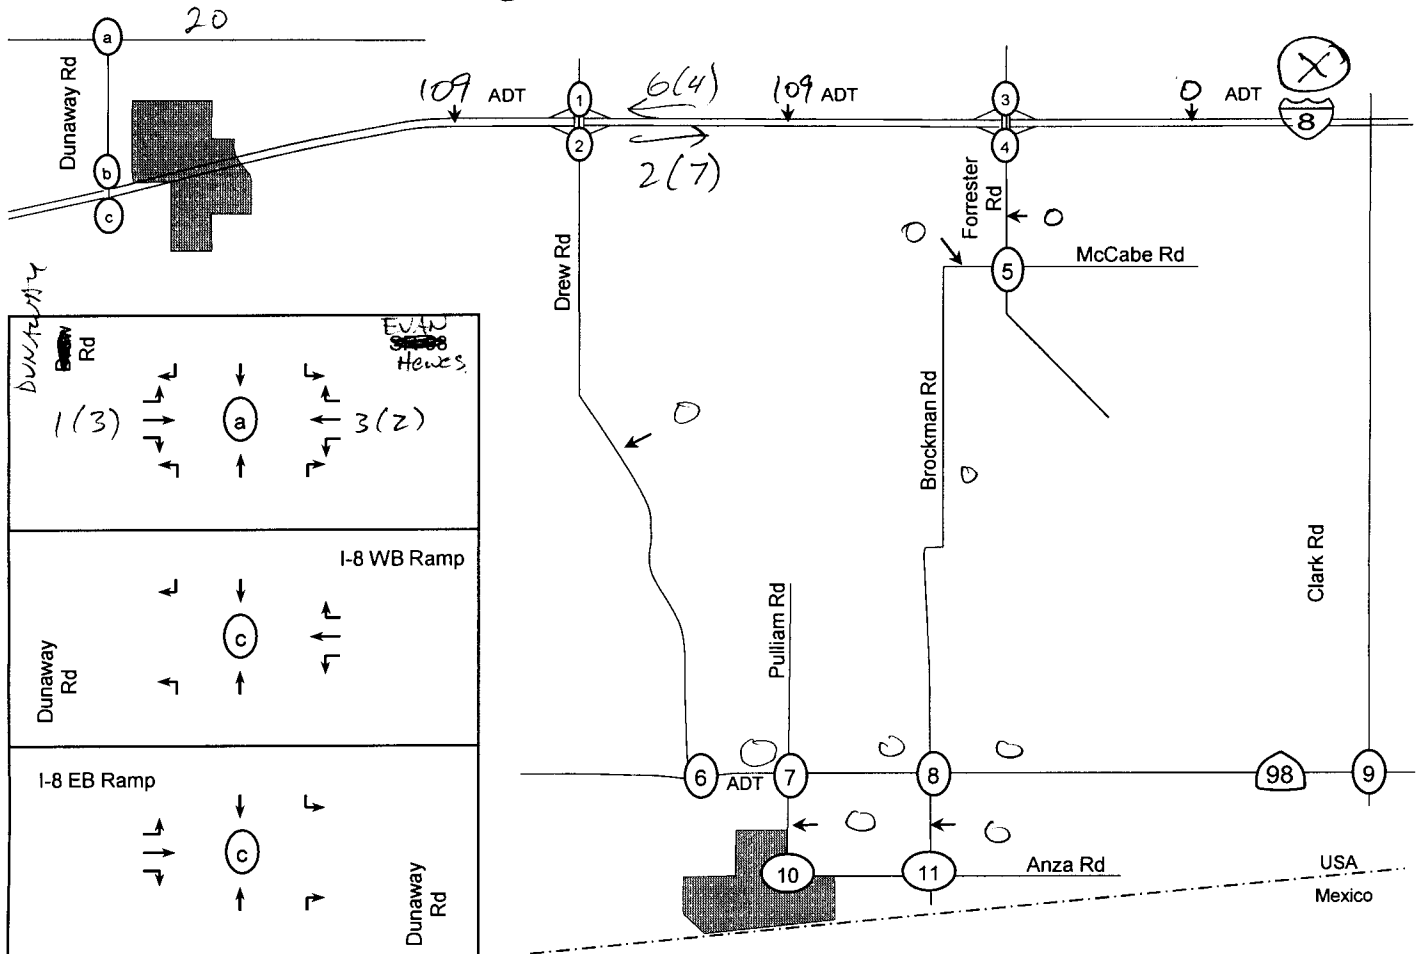 20
a
Dunaway Rd
b
c
109 ADT
1
2
6(4)
2(7)
109 ADT
3
4
0 ADT
X
8
Drew Rd
Forrester Rd
0
0
5
McCabe Rd
0
Brockman Rd
0
Clark Rd
Pulliam Rd
0
0
0
6
ADT
7
8
98
9
0
0
10
11
Anza Rd
USA
Mexico
DUNAWAY
Rd
EVAN
Hewes
1(3)
a
3(2)
I-8 WB Ramp
c
Dunaway Rd
I-8 EB Ramp
c
Dunaway Rd